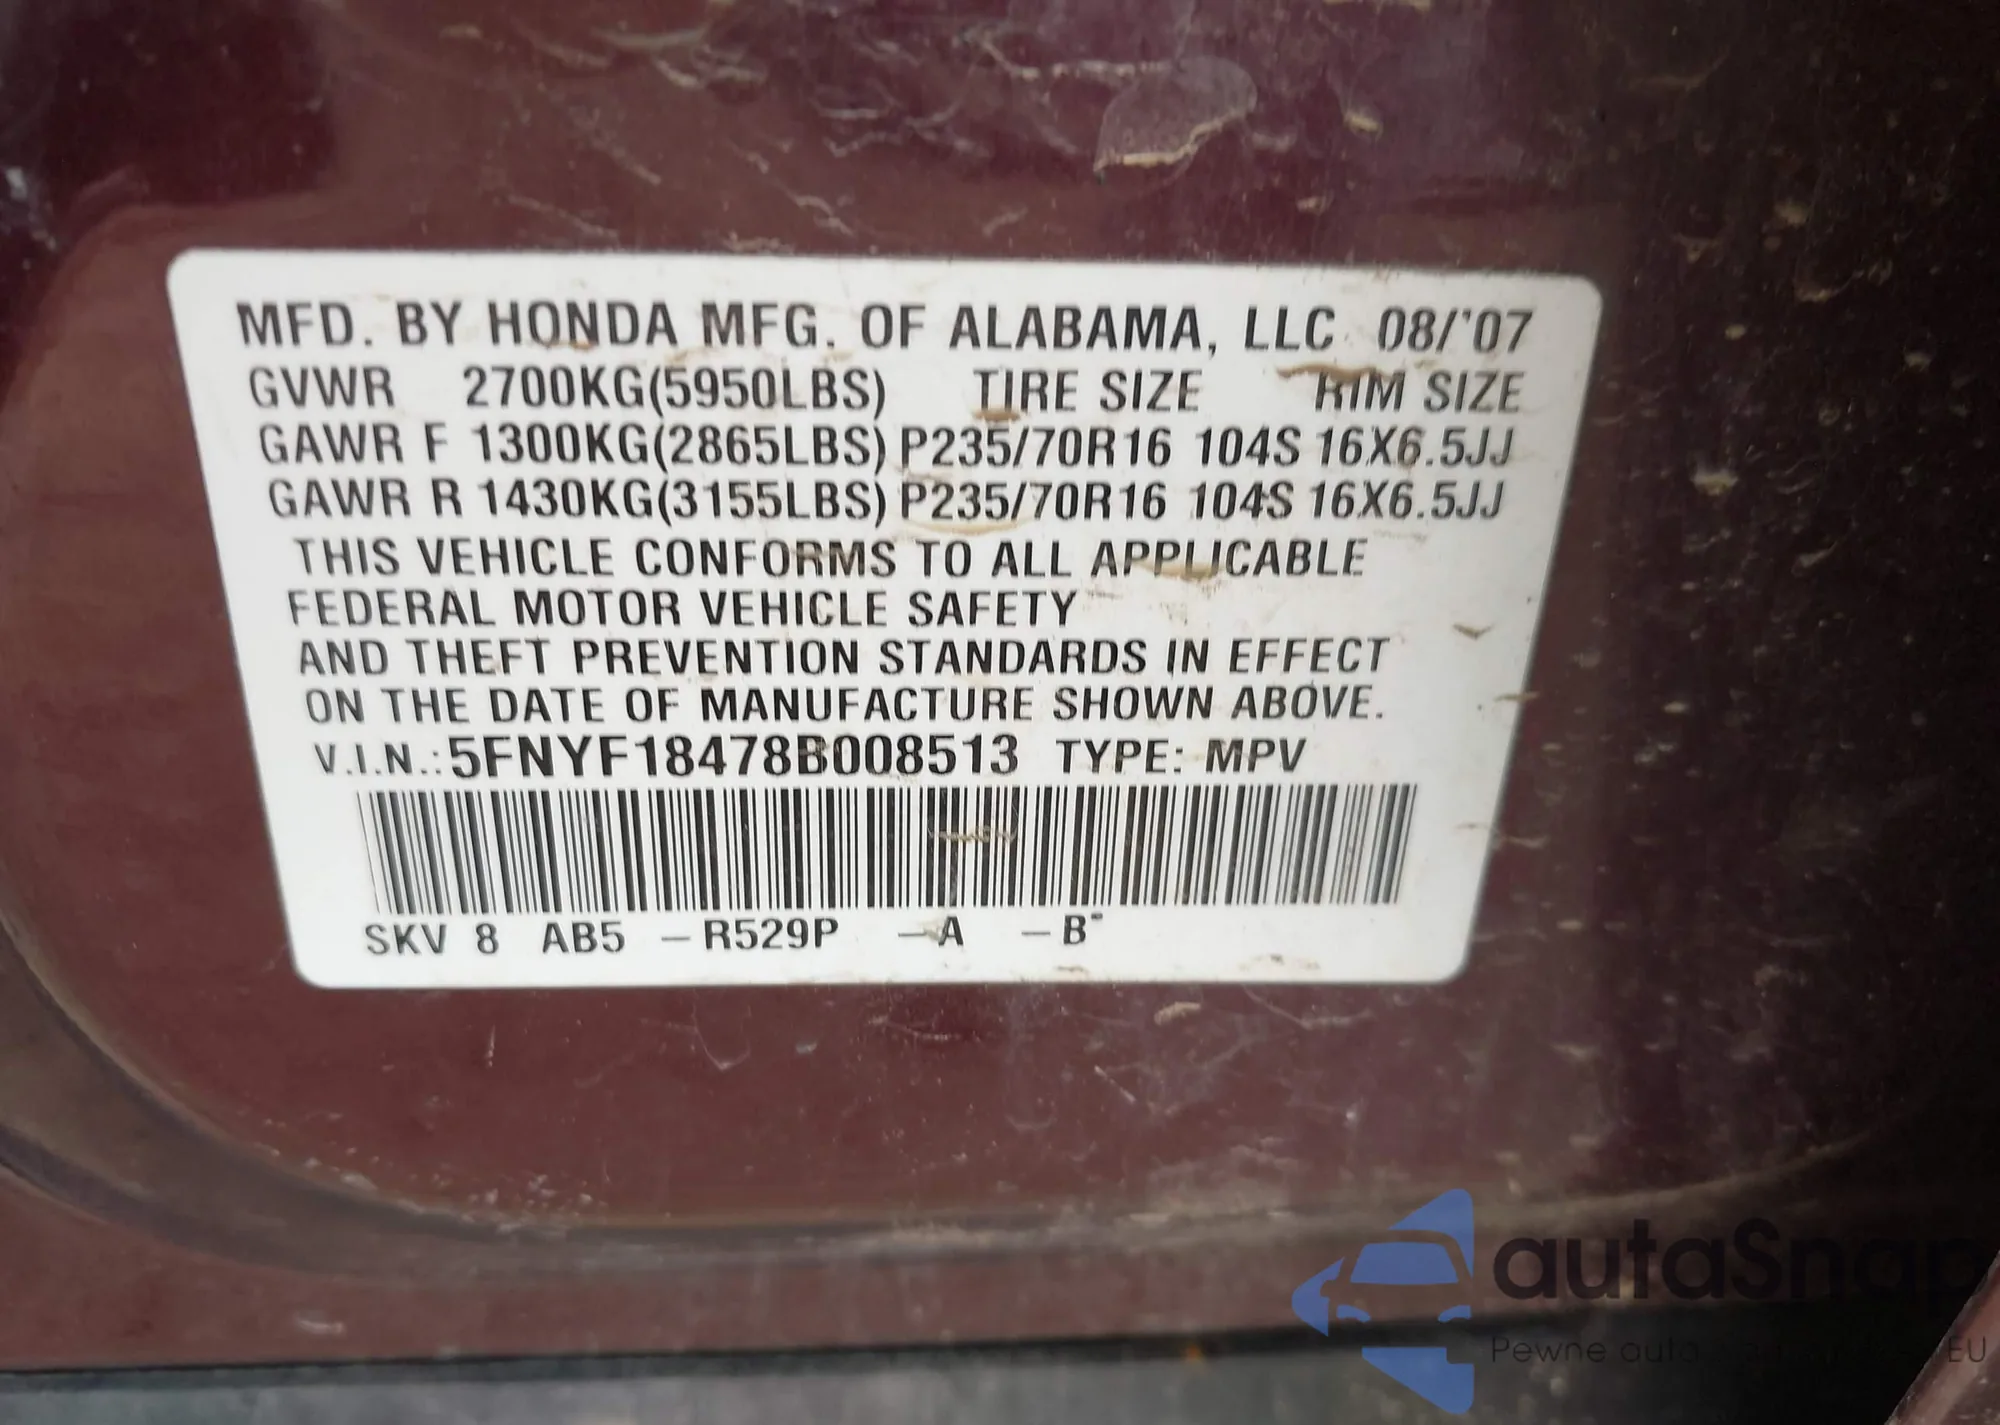 MFD. BY HONDA MFG. OF ALABAMA, LLC 08/'07
GVWR 2700KG(5950LBS) TIRE SIZE RIM SIZE
GAWR F 1300KG(2865LBS) P235/70R16 104S 16X6.5JJ
GAWR R 1430KG(3155LBS) P235/70R16 104S 16X6.5JJ
THIS VEHICLE CONFORMS TO ALL APPLICABLE
FEDERAL MOTOR VEHICLE SAFETY
AND THEFT PREVENTION STANDARDS IN EFFECT
ON THE DATE OF MANUFACTURE SHOWN ABOVE.
V.I.N.: 5FNYF18478B008513 TYPE: MPV
SKV 8 AB5 –R529P –A –B
autaSnap
Pewne auta EU